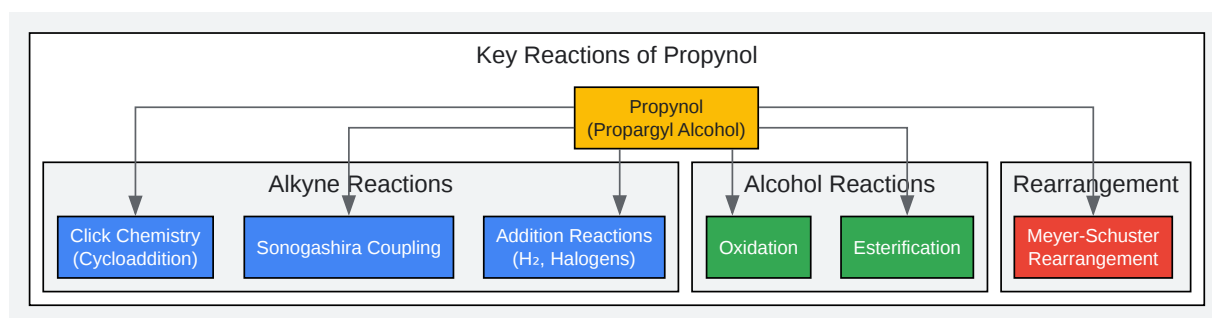 Key Reactions of Propynol
Propynol
(Propargyl Alcohol)
Alkyne Reactions
Click Chemistry
(Cycloaddition)
Sonogashira Coupling
Addition Reactions
(H₂, Halogens)
Alcohol Reactions
Oxidation
Esterification
Rearrangement
Meyer-Schuster
Rearrangement